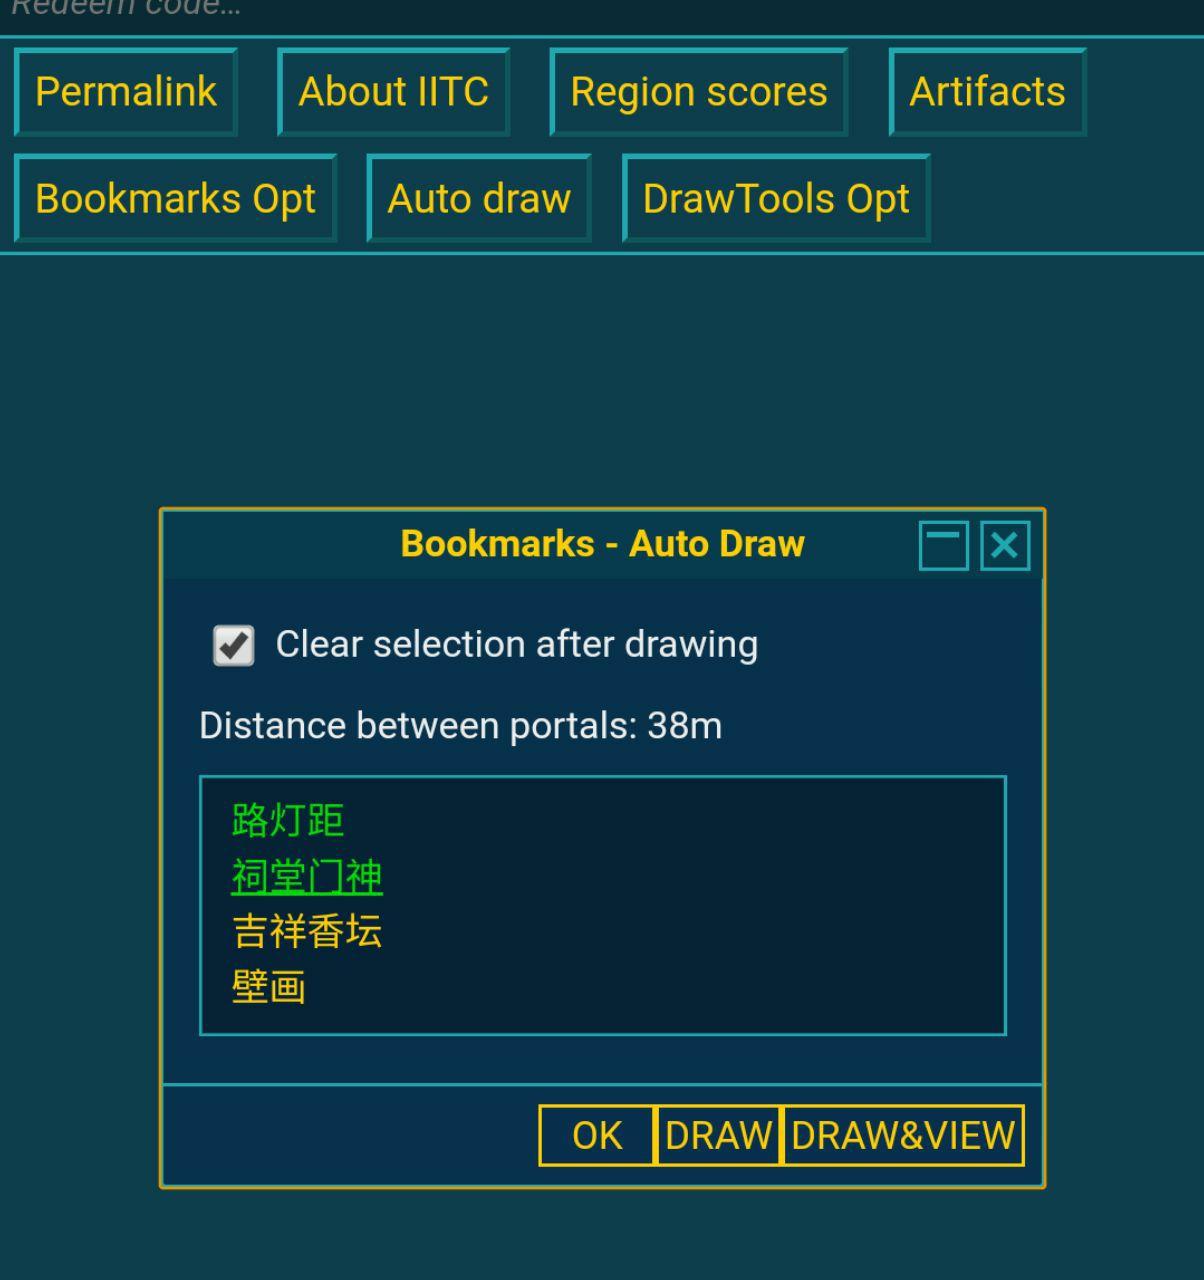 Redeem code…
Permalink About IITC Region scores Artifacts
Bookmarks Opt Auto draw DrawTools Opt
Bookmarks - Auto Draw
Clear selection after drawing
Distance between portals: 38m
路灯距
祠堂门神
吉祥香坛
壁画
OK DRAW DRAW&VIEW